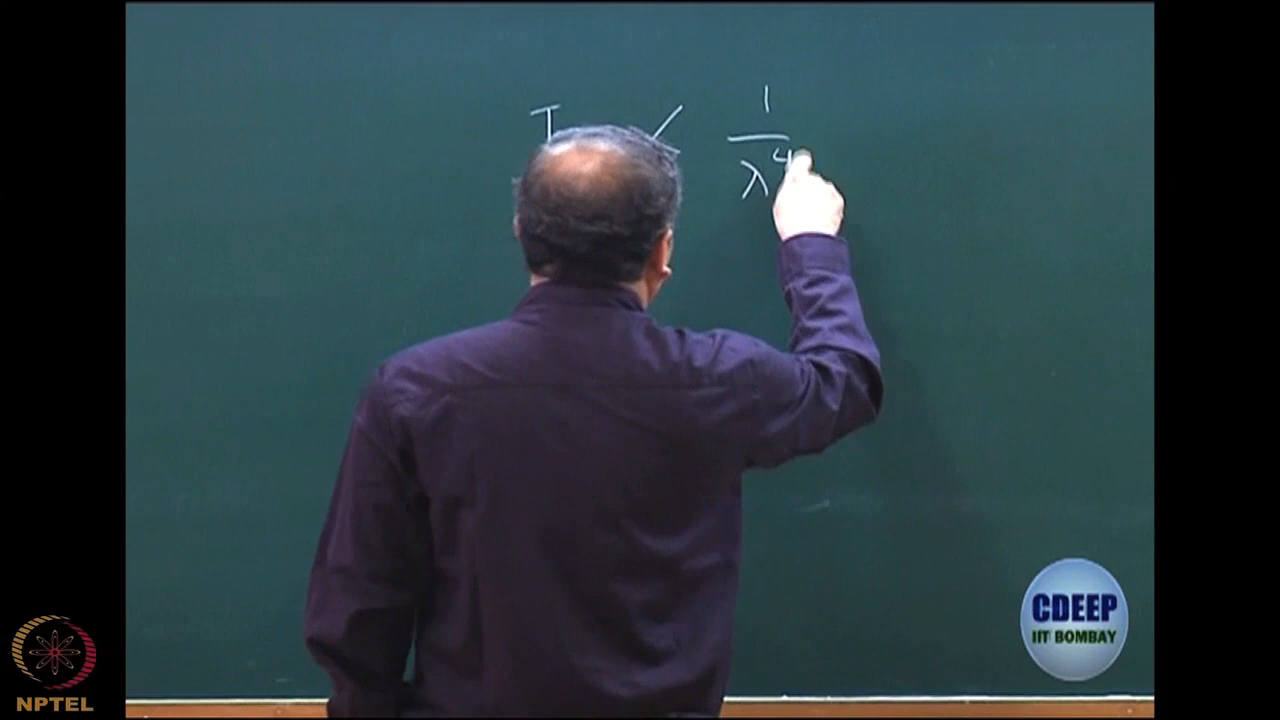 I ∝ 1
λ⁴
CDEEP
IIT BOMBAY
NPTEL